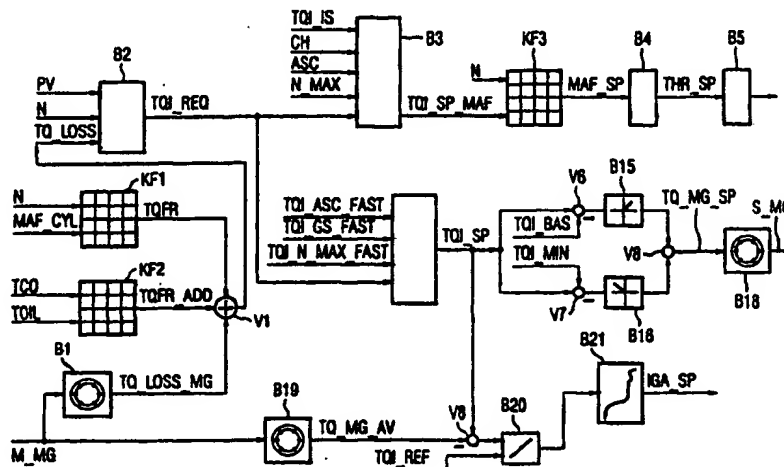 TQI_IS
CH
ASC
N_MAX
B3
KF3
N
B4
B5
MAF_SP
THR_SP
TQI_SP_MAF
B2
PV
N
TQ_LOSS
TQI_REQ
KF1
N
MAF_CYL
TQFR
KF2
TCO
TOIL
TQFR_ADD
V1
TQI_ASC_FAST
TQI_GS_FAST
TQI_N_MAX_FAST
TQI_SP
V6
B15
TQI_BAS
TQI_MIN
V7
B16
V8
TQ_MG_SP
B18
B1
TQ_LOSS_MG
M_MG
B19
TQ_MG_AV
V8
TQI_REF
B20
B21
IGA_SP